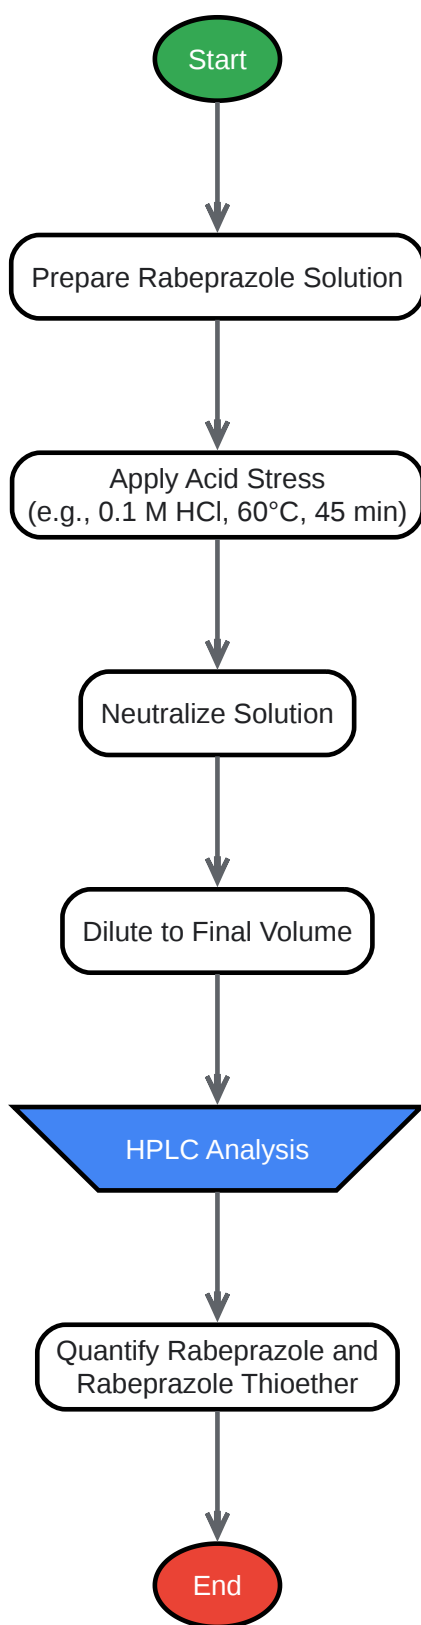 Start
Prepare Rabeprazole Solution
Apply Acid Stress
(e.g., 0.1 M HCl, 60°C, 45 min)
Neutralize Solution
Dilute to Final Volume
HPLC Analysis
Quantify Rabeprazole and
Rabeprazole Thioether
End